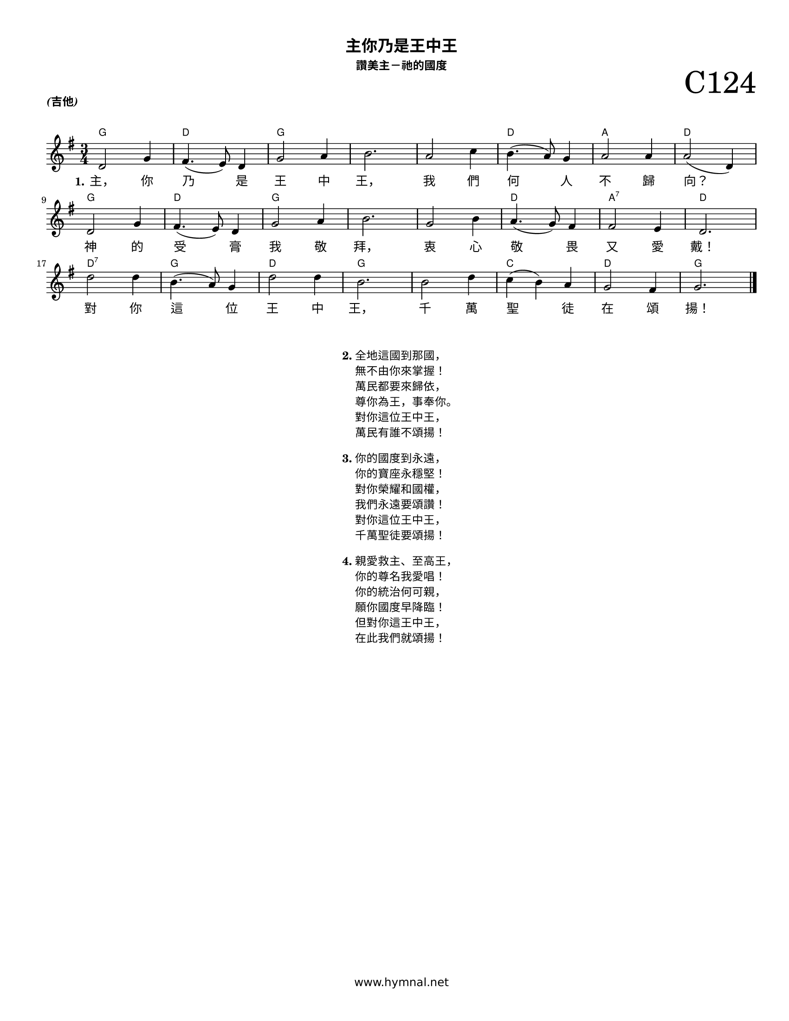 主你乃是王中王
讚美主－祂的國度
C124
(吉他)
G D G D A D
1. 主， 你 乃 是 王 中 王， 我 們 何 人 不 歸 向？
9 G D G D A7 D
神 的 受 膏 我 敬 拜， 衷 心 敬 畏 又 愛 戴！
17 D7 G D G C D G
對 你 這 位 王 中 王， 千 萬 聖 徒 在 頌 揚！
2. 全地這國到那國，
無不由你來掌握！
萬民都要來歸依，
尊你為王，事奉你。
對你這位王中王，
萬民有誰不頌揚！
3. 你的國度到永遠，
你的寶座永穩堅！
對你榮耀和國權，
我們永遠要頌讚！
對你這位王中王，
千萬聖徒要頌揚！
4. 親愛救主、至高王，
你的尊名我愛唱！
你的統治何可親，
願你國度早降臨！
但對你這王中王，
在此我們就頌揚！
www.hymnal.net